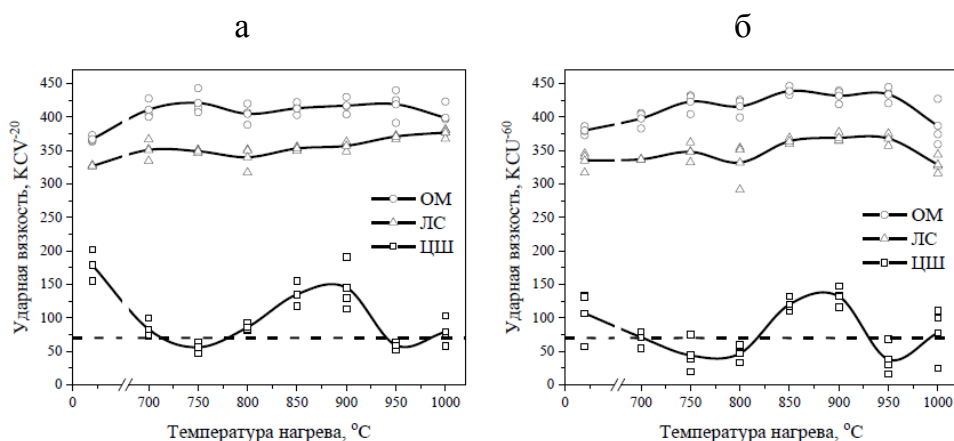 а
б
Ударная вязкость, KCV⁻²⁰
450
400
350
300
250
200
150
100
50
0
ОМ
ЛС
ЦШ
0 700 750 800 850 900 950 1000
Температура нагрева, °С
Ударная вязкость, KCU⁻⁶⁰
450
400
350
300
250
200
150
100
50
0
ОМ
ЛС
ЦШ
0 700 750 800 850 900 950 1000
Температура нагрева, °С